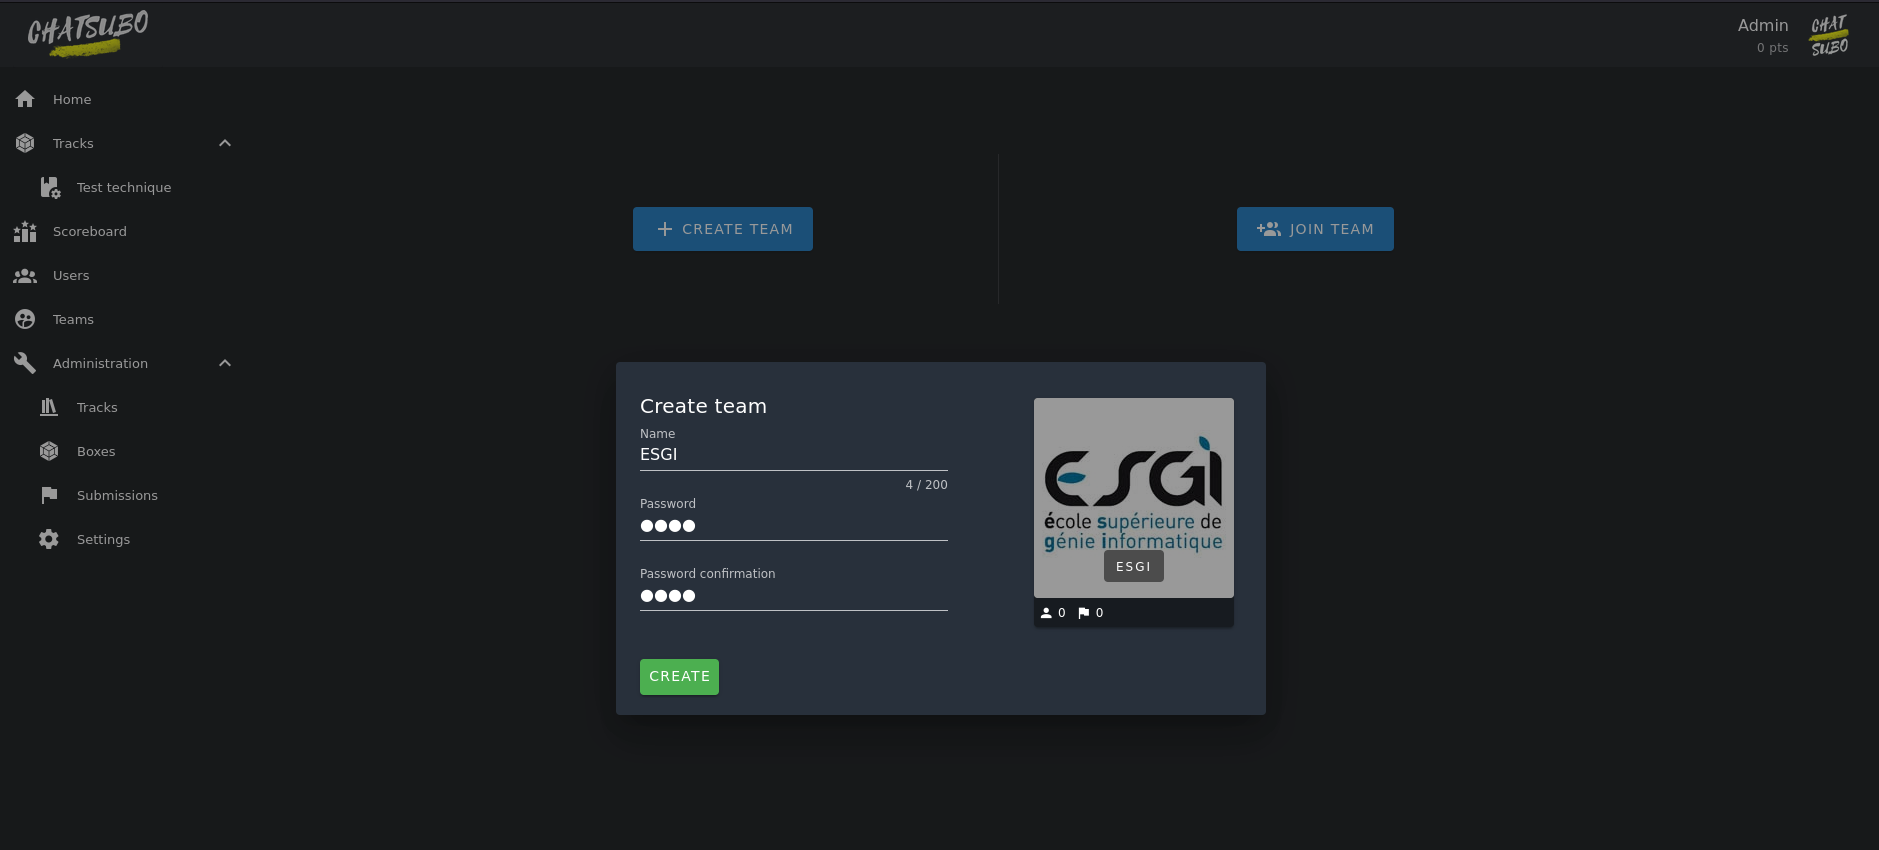 CHATSUBO
Admin
0 pts
CHAT
SUBO
Home
Tracks
Test technique
Scoreboard
Users
Teams
Administration
Tracks
Boxes
Submissions
Settings
CREATE TEAM
JOIN TEAM
Create team
Name
ESGI
4 / 200
Password
Password confirmation
CREATE
ESGI
école supérieure de
génie informatique
ESGI
0 0